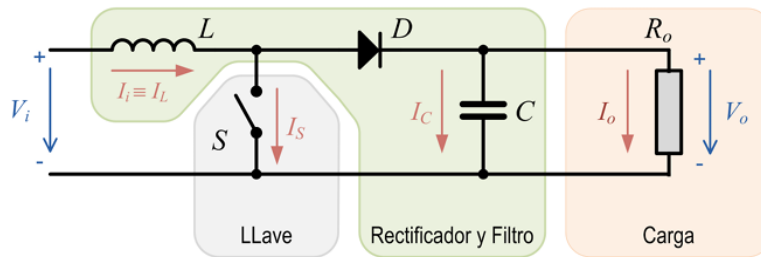 L D R_o
+ +
I_i ≡ I_L
V_i S I_S I_C C I_o V_o
- -
LLave Rectificador y Filtro Carga